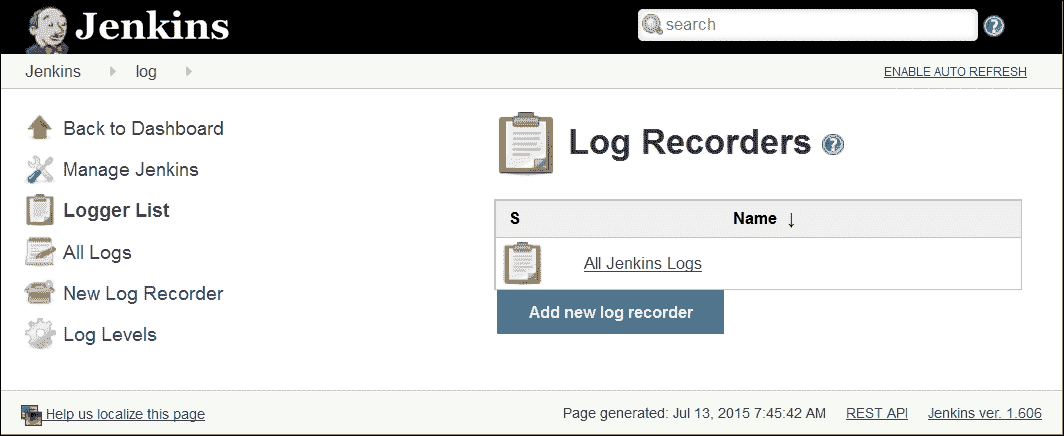 Jenkins
search
Jenkins log ENABLE AUTO REFRESH
Back to Dashboard
Manage Jenkins
Logger List
All Logs
New Log Recorder
Log Levels
Log Recorders
S Name ↓
All Jenkins Logs
Add new log recorder
Help us localize this page Page generated: Jul 13, 2015 7:45:42 AM REST API Jenkins ver. 1.606